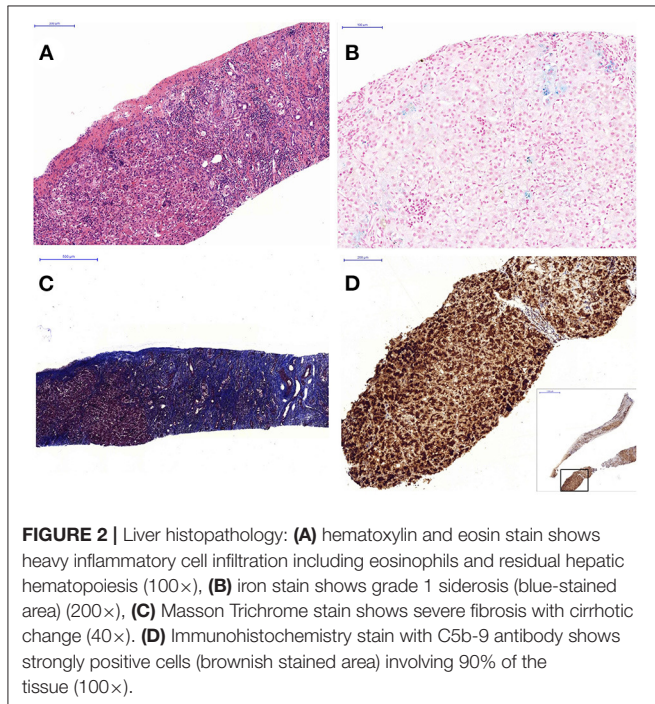 A
B
C
D
FIGURE 2 | Liver histopathology: (A) hematoxylin and eosin stain shows
heavy inflammatory cell infiltration including eosinophils and residual hepatic
hematopoiesis (100×), (B) iron stain shows grade 1 siderosis (blue-stained
area) (200×), (C) Masson Trichrome stain shows severe fibrosis with cirrhotic
change (40×). (D) Immunohistochemistry stain with C5b-9 antibody shows
strongly positive cells (brownish stained area) involving 90% of the
tissue (100×).